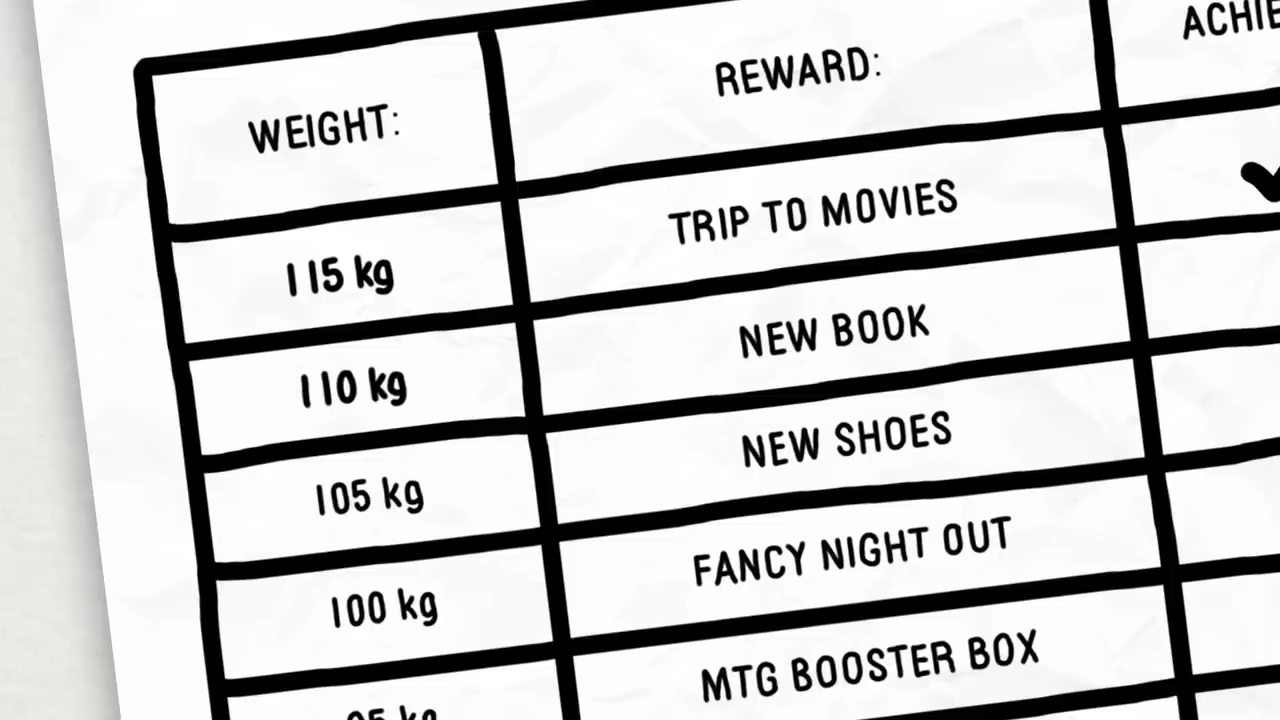 WEIGHT: REWARD:
115 kg TRIP TO MOVIES
110 kg NEW BOOK
105 kg NEW SHOES
100 kg FANCY NIGHT OUT
MTG BOOSTER BOX